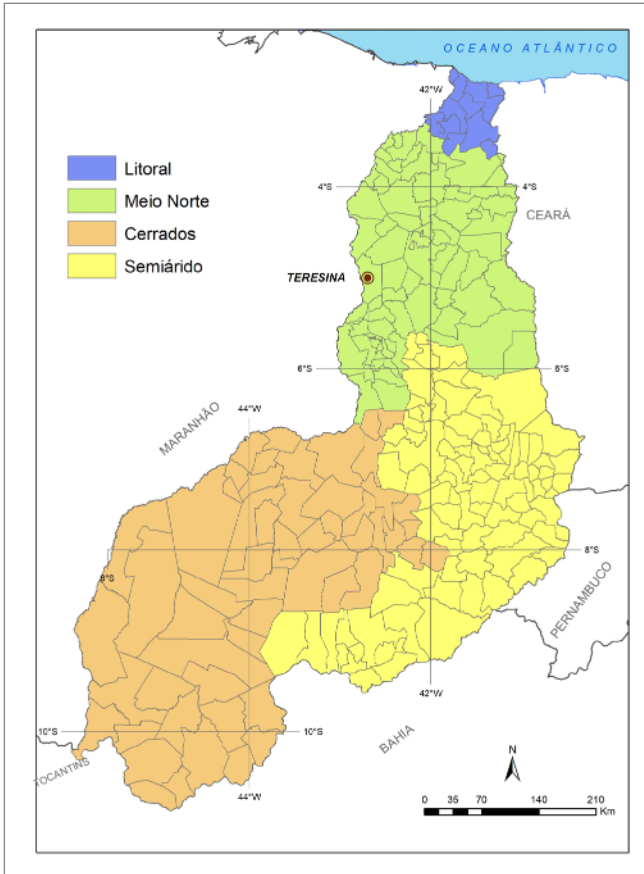 OCEANO ATLÂNTICO
42°W
Litoral
Meio Norte
Cerrados
Semiárido
4°S
4°S
CEARÁ
TERESINA
6°S
6°S
44°W
MARANHÃO
8°S
8°S
PERNAMBUCO
42°W
10°S
10°S
BAHIA
TOCANTINS
44°W
N
0 35 70 140 210
Km